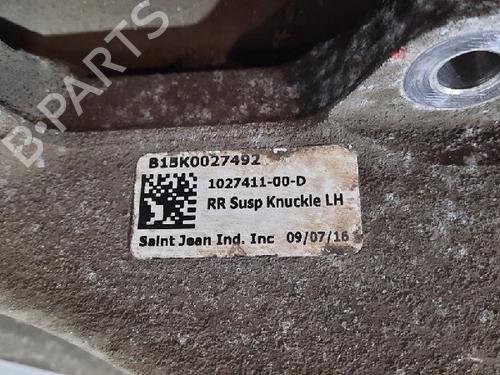 B-PARTS
B15K0027492
1027411-00-D
RR Susp Knuckle LH
Saint Jean Ind. Inc 09/07/16